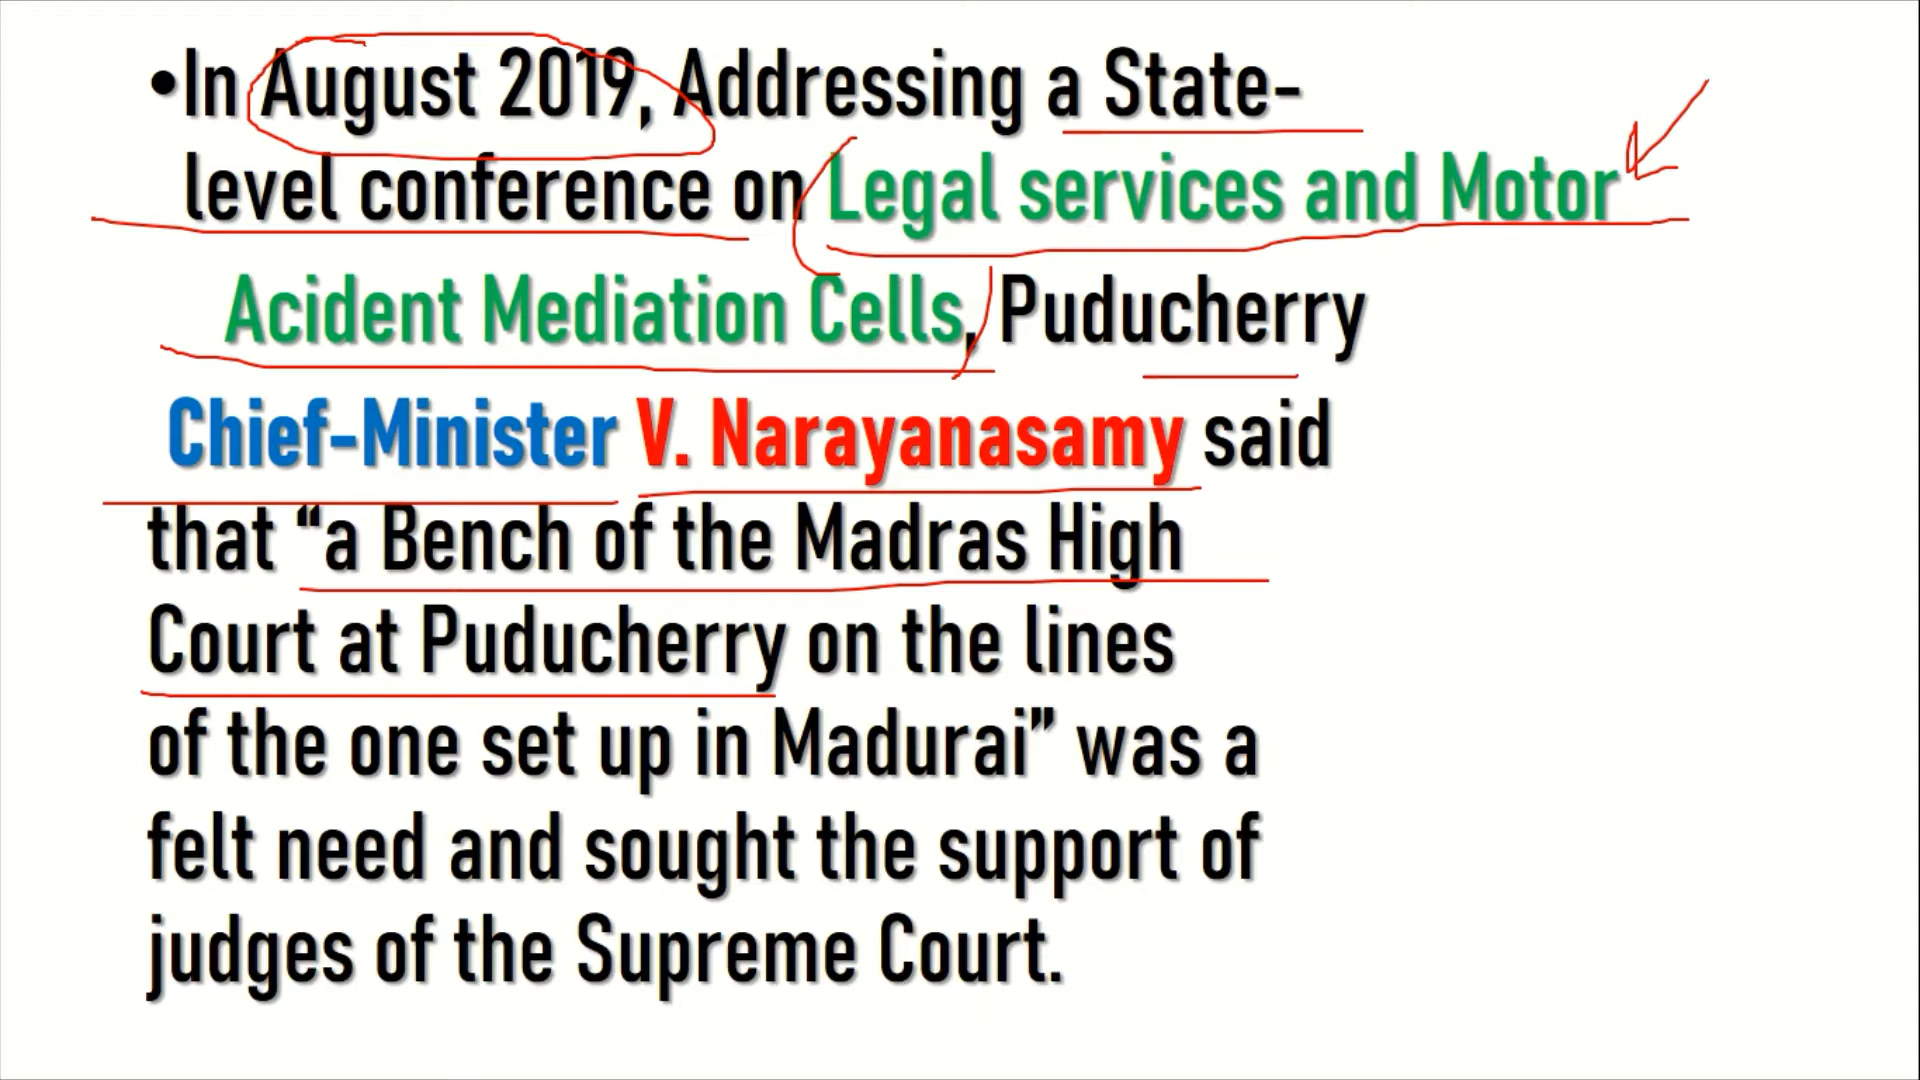 •In August 2019, Addressing a State-
level conference on Legal services and Motor
Acident Mediation Cells, Puducherry
Chief-Minister V. Narayanasamy said
that “a Bench of the Madras High
Court at Puducherry on the lines
of the one set up in Madurai” was a
felt need and sought the support of
judges of the Supreme Court.